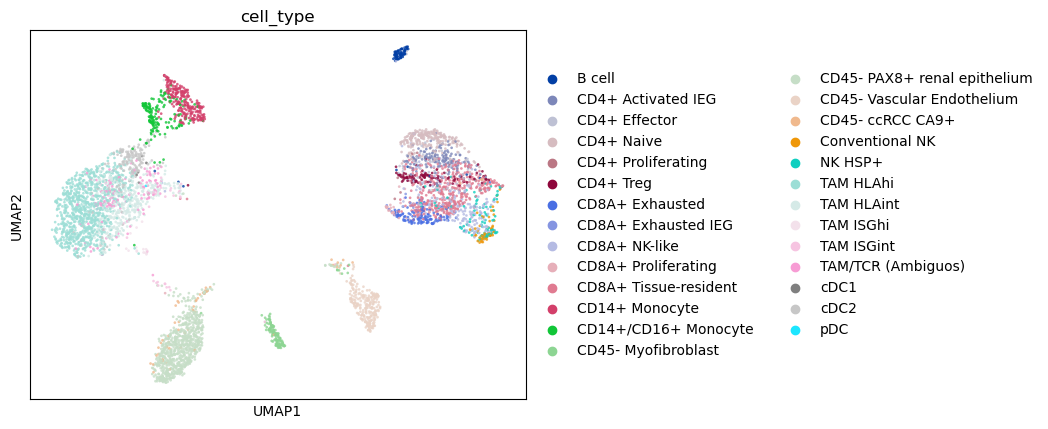 cell_type
UMAP2
UMAP1
B cell
CD4+ Activated IEG
CD4+ Effector
CD4+ Naive
CD4+ Proliferating
CD4+ Treg
CD8A+ Exhausted
CD8A+ Exhausted IEG
CD8A+ NK-like
CD8A+ Proliferating
CD8A+ Tissue-resident
CD14+ Monocyte
CD14+/CD16+ Monocyte
CD45- Myofibroblast
CD45- PAX8+ renal epithelium
CD45- Vascular Endothelium
CD45- ccRCC CA9+
Conventional NK
NK HSP+
TAM HLAhi
TAM HLAint
TAM ISGhi
TAM ISGint
TAM/TCR (Ambiguos)
cDC1
cDC2
pDC